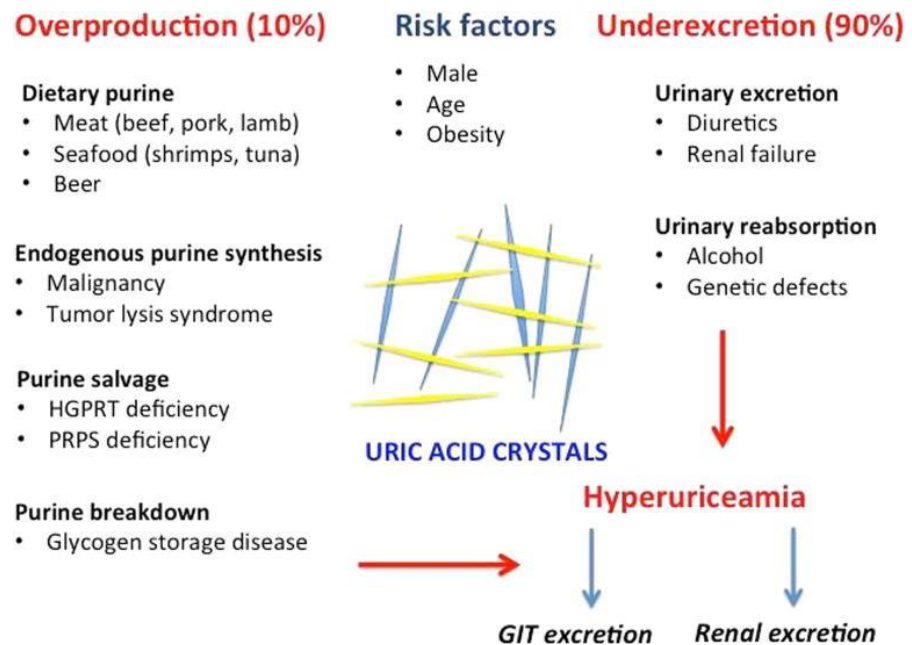 Overproduction (10%)
Dietary purine
• Meat (beef, pork, lamb)
• Seafood (shrimps, tuna)
• Beer
Endogenous purine synthesis
• Malignancy
• Tumor lysis syndrome
Purine salvage
• HGPRT deficiency
• PRPS deficiency
Purine breakdown
• Glycogen storage disease
Risk factors
• Male
• Age
• Obesity
URIC ACID CRYSTALS
Underexcretion (90%)
Urinary excretion
• Diuretics
• Renal failure
Urinary reabsorption
• Alcohol
• Genetic defects
Hyperuriceamia
GIT excretion
Renal excretion